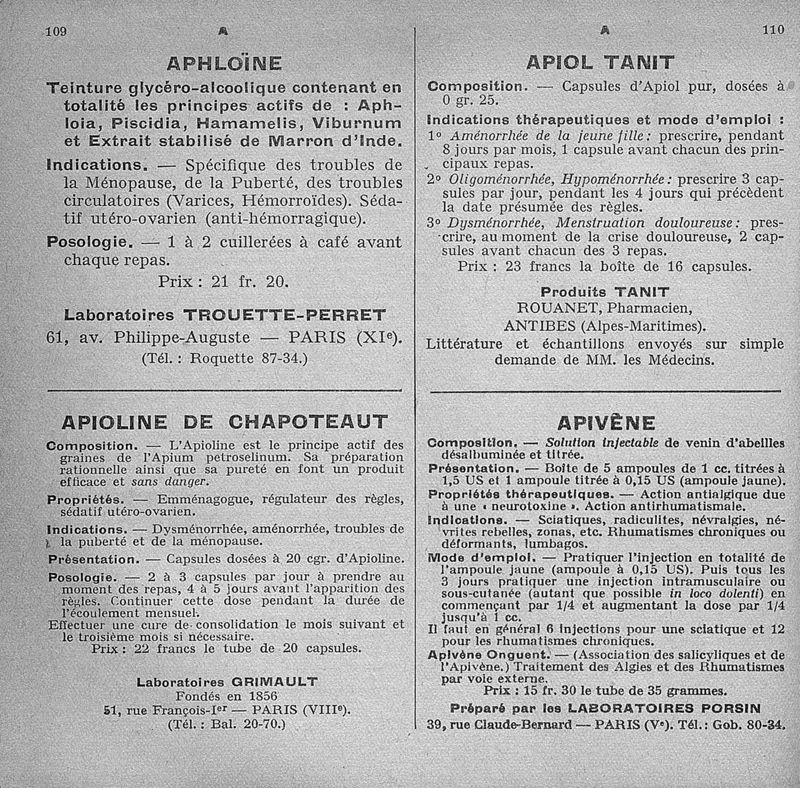 109
A
APHLOÏNE
Teinture glycéro-alcoolique contenant en
totalité les principes actifs de : Aph-
loia, Piscidia, Hamamelis, Viburnum
et Extrait stabilisé de Marron d'Inde.
Indications. — Spécifique des troubles de
la Ménopause, de la Puberté, des troubles
circulatoires (Varices, Hémorroïdes). Séda-
tif utéro-ovarien (anti-hémorragique).
Posologie. — 1 à 2 cuillerées à café avant
chaque repas.
Prix : 21 fr. 20.
Laboratoires TROUETTE-PERRET
61, av. Philippe-Auguste — PARIS (XIe).
(Tél. : Roquette 87-34.)
APIOLINE DE CHAPOTEAUT
Composition. — L'Apioline est le principe actif des
graines de l'Apium petroselinum. Sa préparation
rationnelle ainsi que sa pureté en font un produit
efficace et sans danger.
Propriétés. — Emménagogue, régulateur des règles,
sédatif utéro-ovarien.
Indications. — Dysménorrhée, aménorrhée, troubles de
la puberté et de la ménopause.
Présentation. — Capsules dosées à 20 cgr. d'Apioline.
Posologie. — 2 à 3 capsules par jour à prendre au
moment des repas, 4 à 5 jours avant l'apparition des
règles. Continuer cette dose pendant la durée de
l'écoulement mensuel.
Effectuer une cure de consolidation le mois suivant et
le troisième mois si nécessaire.
Prix : 22 francs le tube de 20 capsules.
Laboratoires GRIMAULT
Fondés en 1856
51, rue François-Ier — PARIS (VIIIe).
(Tél. : Bal. 20-70.)
A
110
APIOL TANIT
Composition. — Capsules d'Apiol pur, dosées à
0 gr. 25.
Indications thérapeutiques et mode d'emploi :
1° Aménorrhée de la jeune fille : prescrire, pendant
8 jours par mois, 1 capsule avant chacun des prin-
cipaux repas.
2° Oligoménorrhée, Hypoménorrhée : prescrire 3 cap-
sules par jour, pendant les 4 jours qui précèdent
la date présumée des règles.
3° Dysménorrhée, Menstruation douloureuse : pres-
crire, au moment de la crise douloureuse, 2 cap-
sules avant chacun des 3 repas.
Prix : 23 francs la boîte de 16 capsules.
Produits TANIT
ROUANET, Pharmacien,
ANTIBES (Alpes-Maritimes).
Littérature et échantillons envoyés sur simple
demande de MM. les Médecins.
APIVÈNE
Composition. — Solution injectable de venin d'abeilles
désalbuminée et titrée.
Présentation. — Boîte de 5 ampoules de 1 cc. titrées à
1,5 US et 1 ampoule titrée à 0,15 US (ampoule jaune).
Propriétés thérapeutiques. — Action antialgique due
à une « neurotoxine ». Action antirhumatismale.
Indications. — Sciatiques, radiculites, névralgies, né-
vrites rebelles, zonas, etc. Rhumatismes chroniques ou
déformants, lumbagos.
Mode d'emploi. — Pratiquer l'injection en totalité de
l'ampoule jaune (ampoule à 0,15 US). Puis tous les
3 jours pratiquer une injection intramusculaire ou
sous-cutanée (autant que possible in loco dolenti) en
commençant par 1/4 et augmentant la dose par 1/4
jusqu'à 1 cc.
Il faut en général 6 injections pour une sciatique et 12
pour les rhumatismes chroniques.
Apivène Onguent. — (Association des salicyliques et de
l'Apivène.) Traitement des Algies et des Rhumatismes
par voie externe.
Prix : 15 fr. 30 le tube de 35 grammes.
Préparé par les LABORATOIRES PORSIN
39, rue Claude-Bernard — PARIS (Ve). Tél. : Gob. 80-34.